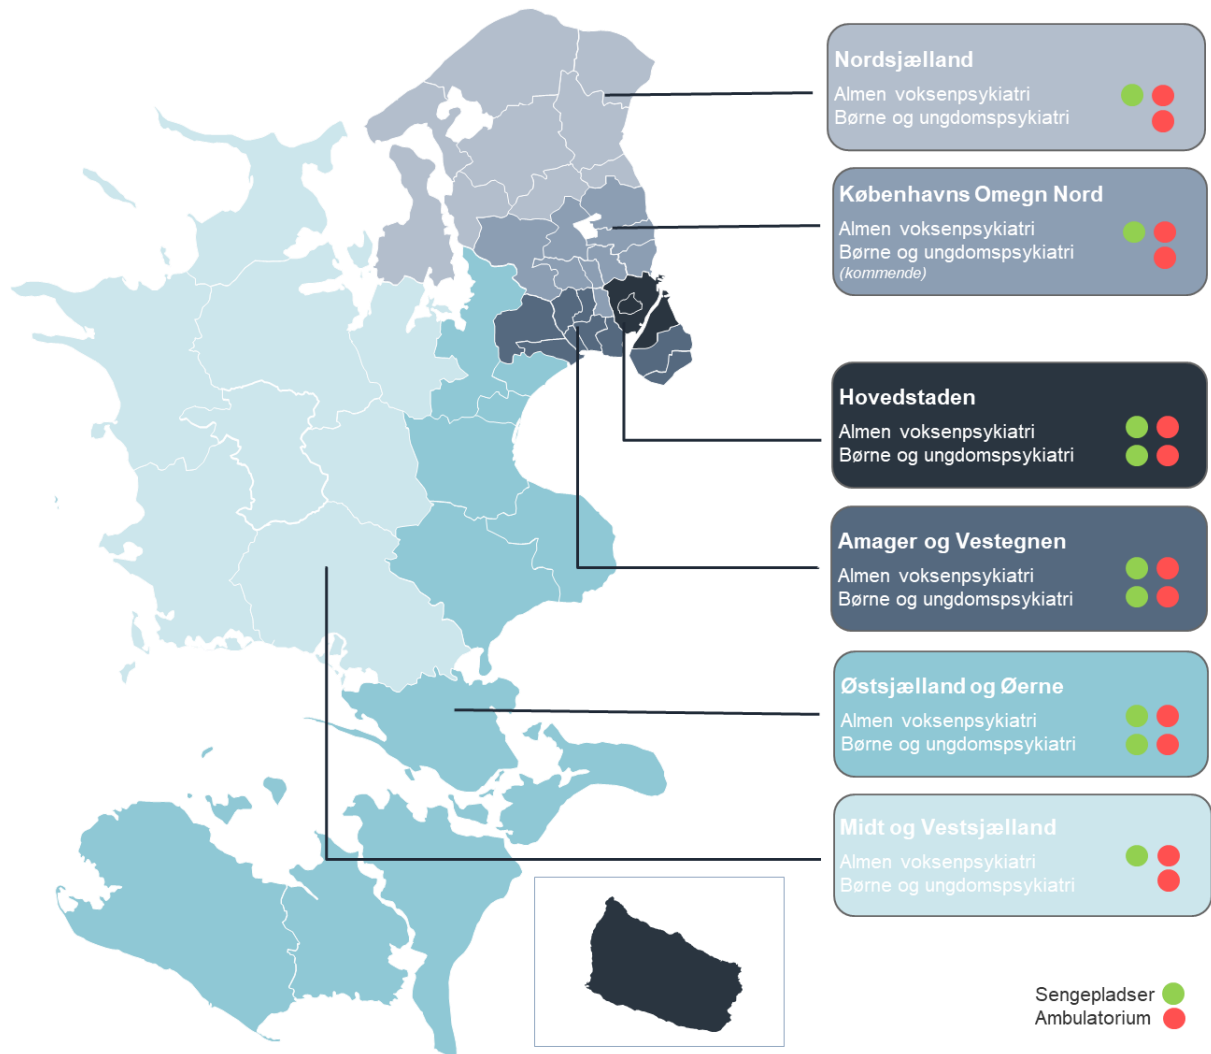 Nordsjælland
Almen voksenpsykiatri
Børne og ungdomspsykiatri
Københavns Omegn Nord
Almen voksenpsykiatri
Børne og ungdomspsykiatri
(kommende)
Hovedstaden
Almen voksenpsykiatri
Børne og ungdomspsykiatri
Amager og Vestegnen
Almen voksenpsykiatri
Børne og ungdomspsykiatri
Østsjælland og Øerne
Almen voksenpsykiatri
Børne og ungdomspsykiatri
Midt og Vestsjælland
Almen voksenpsykiatri
Børne og ungdomspsykiatri
Sengepladser
Ambulatorium